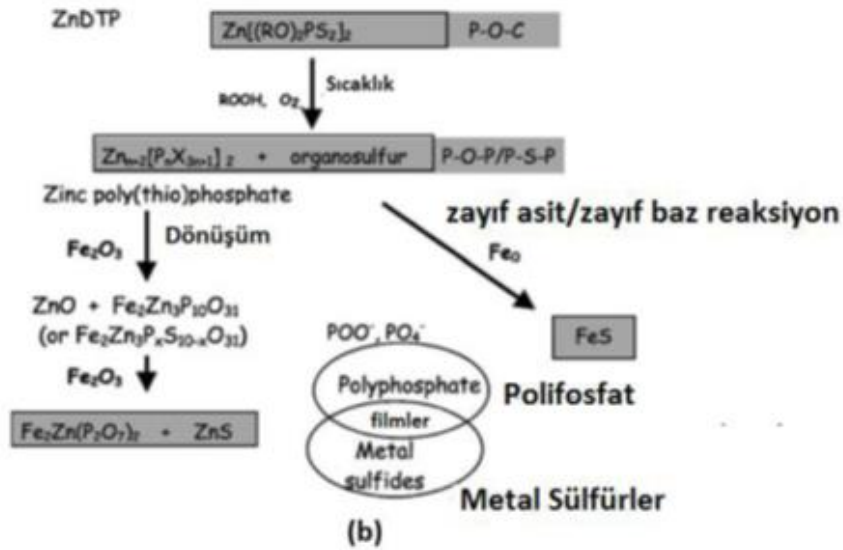 ZnDTP
Zn[(RO)₂PS₂]₂ P-O-C
ROOH, O₂ Sıcaklık
Znₙ₊₂[PₙX₃ₙ₊₁]₂ + organosulfur P-O-P/P-S-P
Zinc poly(thio)phosphate
zayıf asit/zayıf baz reaksiyon
Fe₂O₃ Dönüşüm
Fe₀
ZnO + Fe₂Zn₃P₁₀O₃₁
(or Fe₂Zn₃PₓS₁₀₋ₓO₃₁)
POO⁻, PO₄⁻
FeS
Fe₂O₃
Polyphosphate Polifosfat
filmler
Fe₂Zn(P₂O₇)₂ + ZnS
Metal
sulfides
Metal Sülfürler
(b)